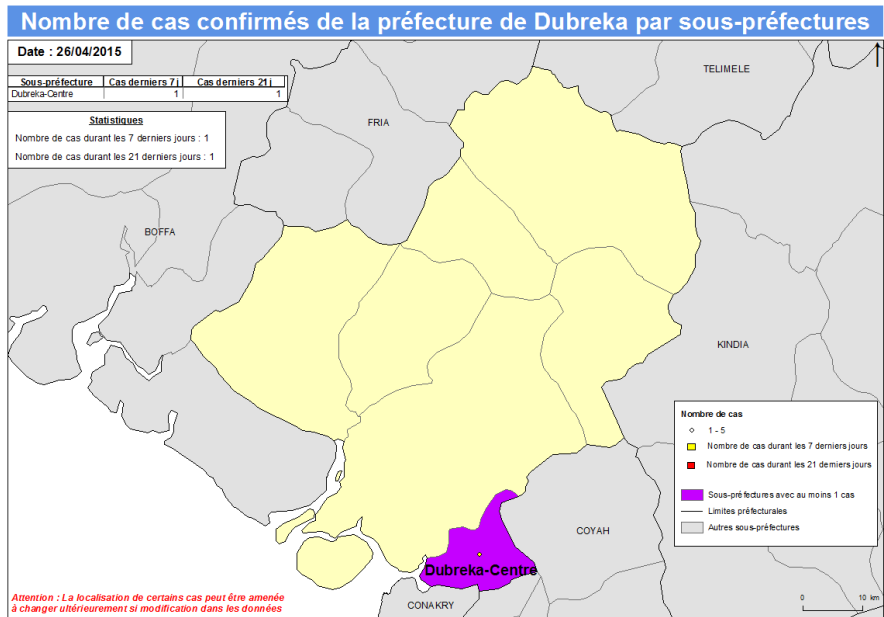 Nombre de cas confirmés de la préfecture de Dubreka par sous-préfectures
Date : 26/04/2015
Sous-préfecture Cas derniers 7 j Cas derniers 21 j
Dubreka-Centre 1 1
Statistiques
Nombre de cas durant les 7 derniers jours : 1
Nombre de cas durant les 21 derniers jours : 1
TELIMELE
FRIA
BOFFA
KINDIA
Nombre de cas
1 - 5
Nombre de cas durant les 7 derniers jours
Nombre de cas durant les 21 derniers jours
Sous-préfectures avec au moins 1 cas
Limites préfecturales
Autres sous-préfectures
COYAH
Dubreka-Centre
CONAKRY
0 10 km
Attention : La localisation de certains cas peut être amenée
à changer ultérieurement si modification dans les données